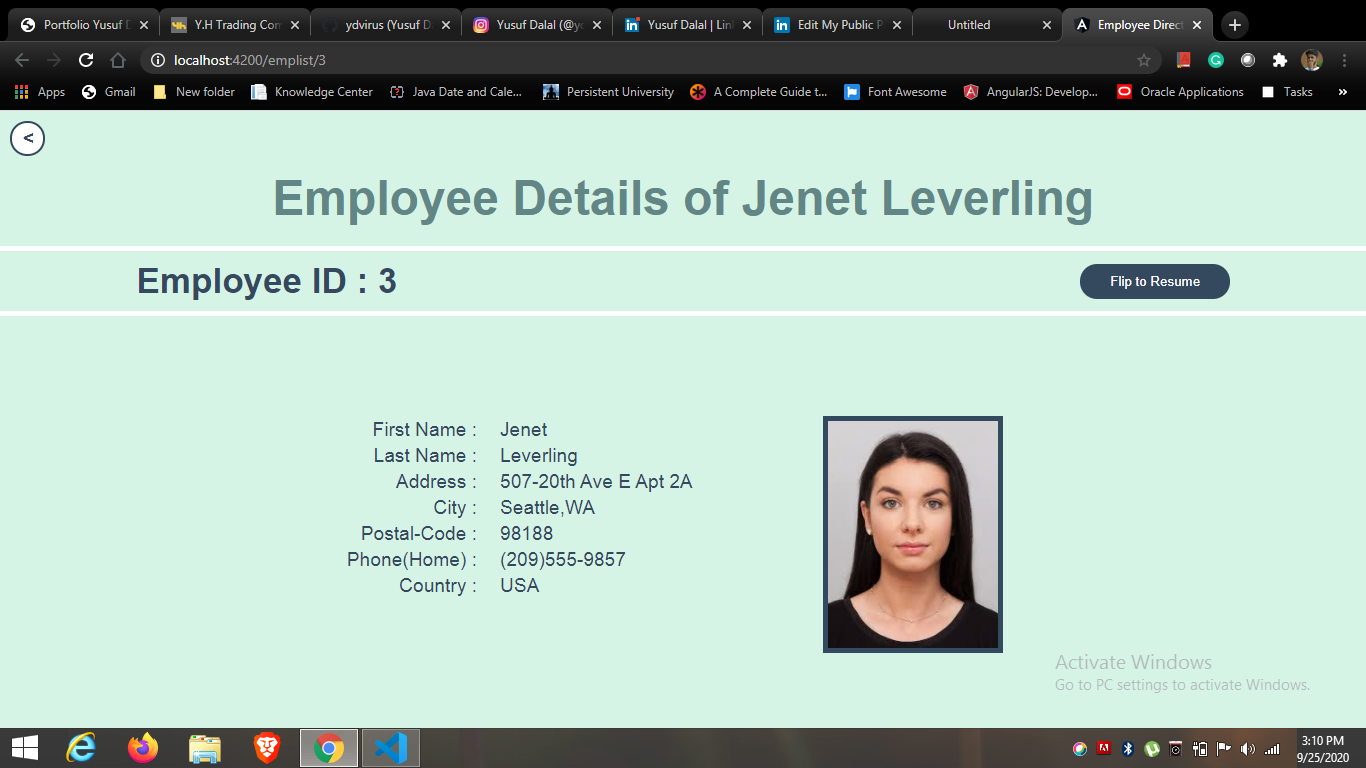 Portfolio Yusuf D
Y.H Trading Com
ydvirus (Yusuf D
Yusuf Dalal (@yd
Yusuf Dalal | Lin
Edit My Public P
Untitled
Employee Direct
localhost:4200/emplist/3
Apps
Gmail
New folder
Knowledge Center
Java Date and Cale...
Persistent University
A Complete Guide t...
Font Awesome
AngularJS: Develop...
Oracle Applications
Tasks
»
<
Employee Details of Jenet Leverling
Employee ID : 3
Flip to Resume
First Name : Jenet
Last Name : Leverling
Address : 507-20th Ave E Apt 2A
City : Seattle,WA
Postal-Code : 98188
Phone(Home) : (209)555-9857
Country : USA
Activate Windows
Go to PC settings to activate Windows.
3:10 PM
9/25/2020